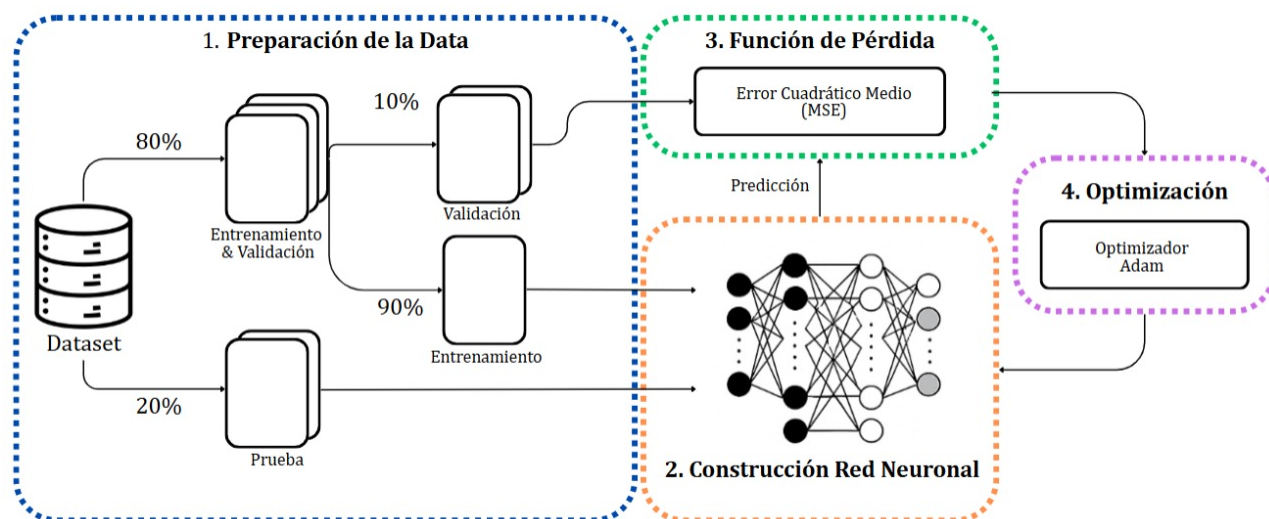 1. Preparación de la Data
3. Función de Pérdida
10%
Error Cuadrático Medio
(MSE)
80%
Predicción
4. Optimización
Validación
Entrenamiento
& Validación
Optimizador
Adam
90%
Dataset
Entrenamiento
20%
Prueba
2. Construcción Red Neuronal